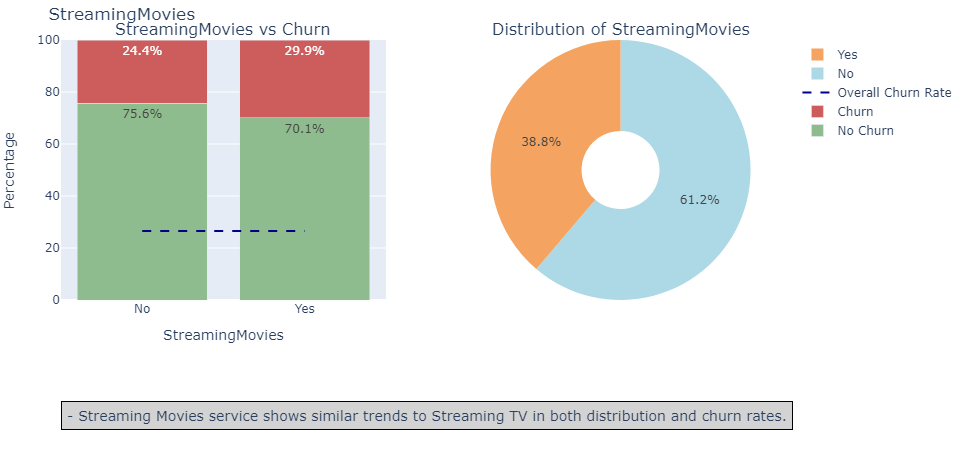 StreamingMovies
StreamingMovies vs Churn
Distribution of StreamingMovies
100
80
60
40
20
0
Percentage
24.4%
29.9%
75.6%
70.1%
No
Yes
StreamingMovies
38.8%
61.2%
Yes
No
Overall Churn Rate
Churn
No Churn
- Streaming Movies service shows similar trends to Streaming TV in both distribution and churn rates.